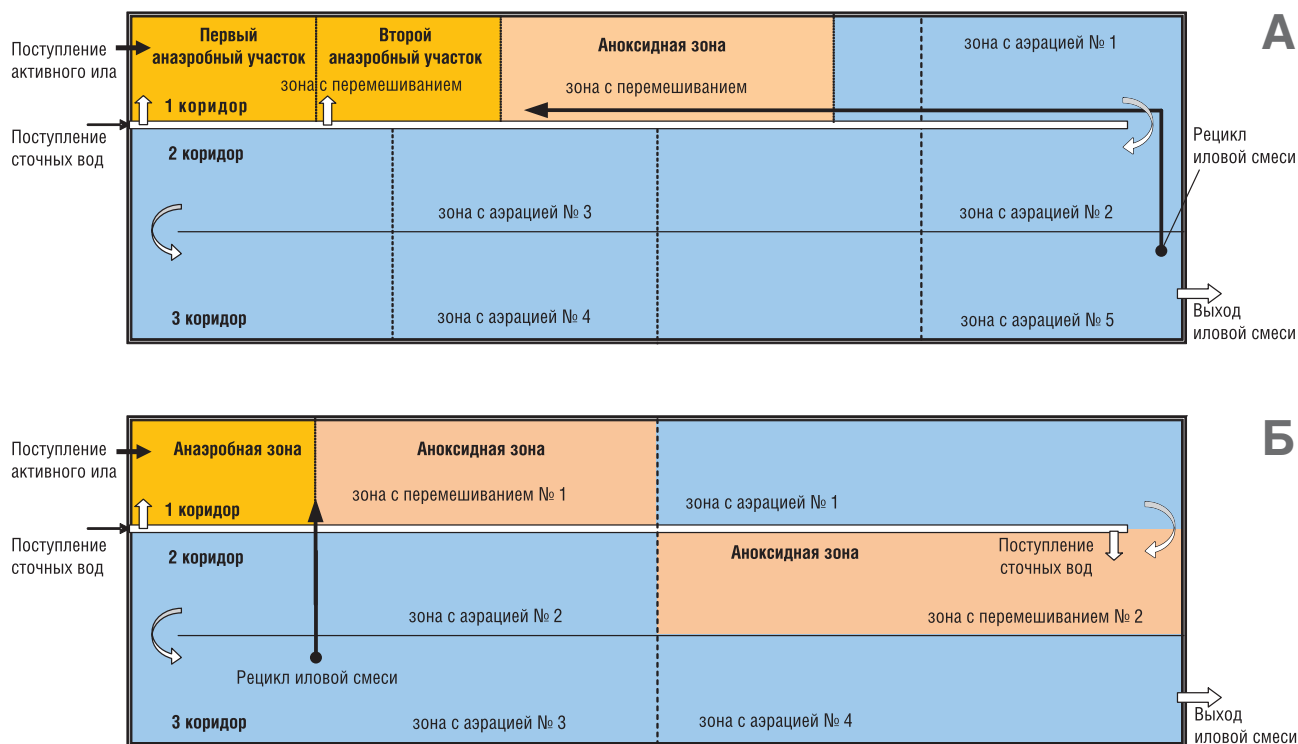 А
Поступление
активного ила
Первый
анаэробный участок
Второй
анаэробный участок
зона с перемешиванием
Аноксидная зона
зона с перемешиванием
зона с аэрацией № 1
1 коридор
Поступление
сточных вод
2 коридор
Рецикл
иловой смеси
зона с аэрацией № 3
зона с аэрацией № 2
3 коридор
зона с аэрацией № 4
зона с аэрацией № 5
Выход
иловой смеси
Б
Поступление
активного ила
Анаэробная зона
Аноксидная зона
зона с перемешиванием № 1
зона с аэрацией № 1
1 коридор
Поступление
сточных вод
2 коридор
Аноксидная зона
Поступление
сточных вод
зона с аэрацией № 2
зона с перемешиванием № 2
Рецикл иловой смеси
3 коридор
зона с аэрацией № 3
зона с аэрацией № 4
Выход
иловой смеси